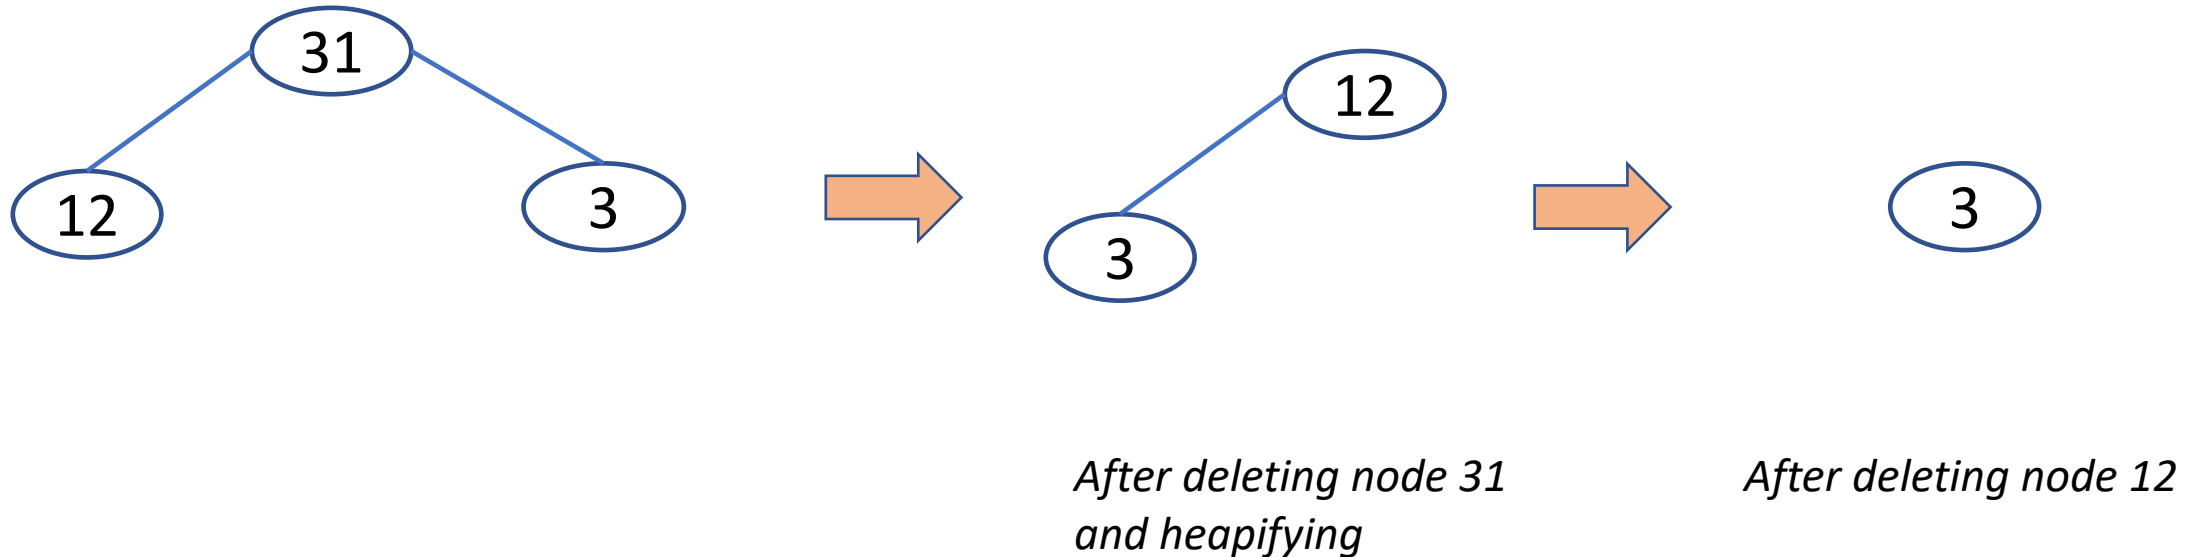 31
12
3
12
3
3
After deleting node 31
and heapifying
After deleting node 12